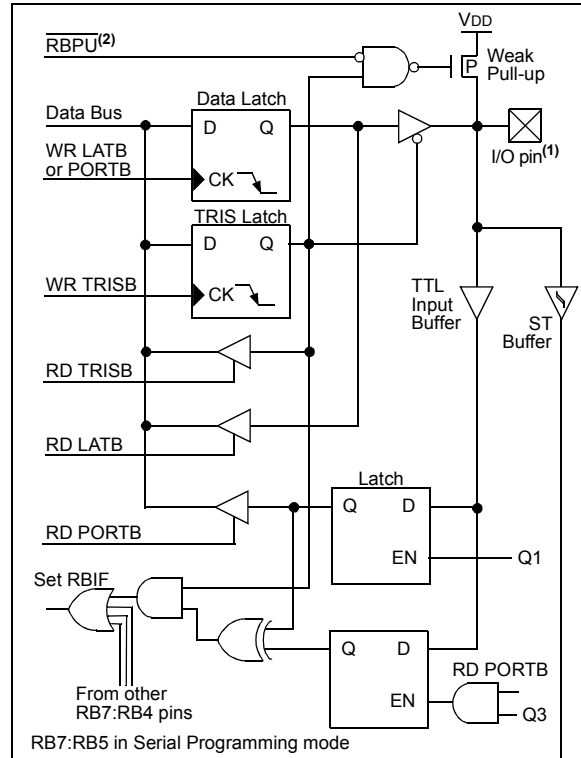 VDD
RBPU(2)
P
Weak
Pull-up
Data Bus
Data Latch
D Q
I/O pin(1)
WR LATB
or PORTB
CK
TRIS Latch
D Q
WR TRISB
CK
TTL
Input
Buffer
ST
Buffer
RD TRISB
RD LATB
Latch
Q D
RD PORTB
EN
Q1
Set RBIF
Q D
RD PORTB
EN
Q3
From other
RB7:RB4 pins
RB7:RB5 in Serial Programming mode